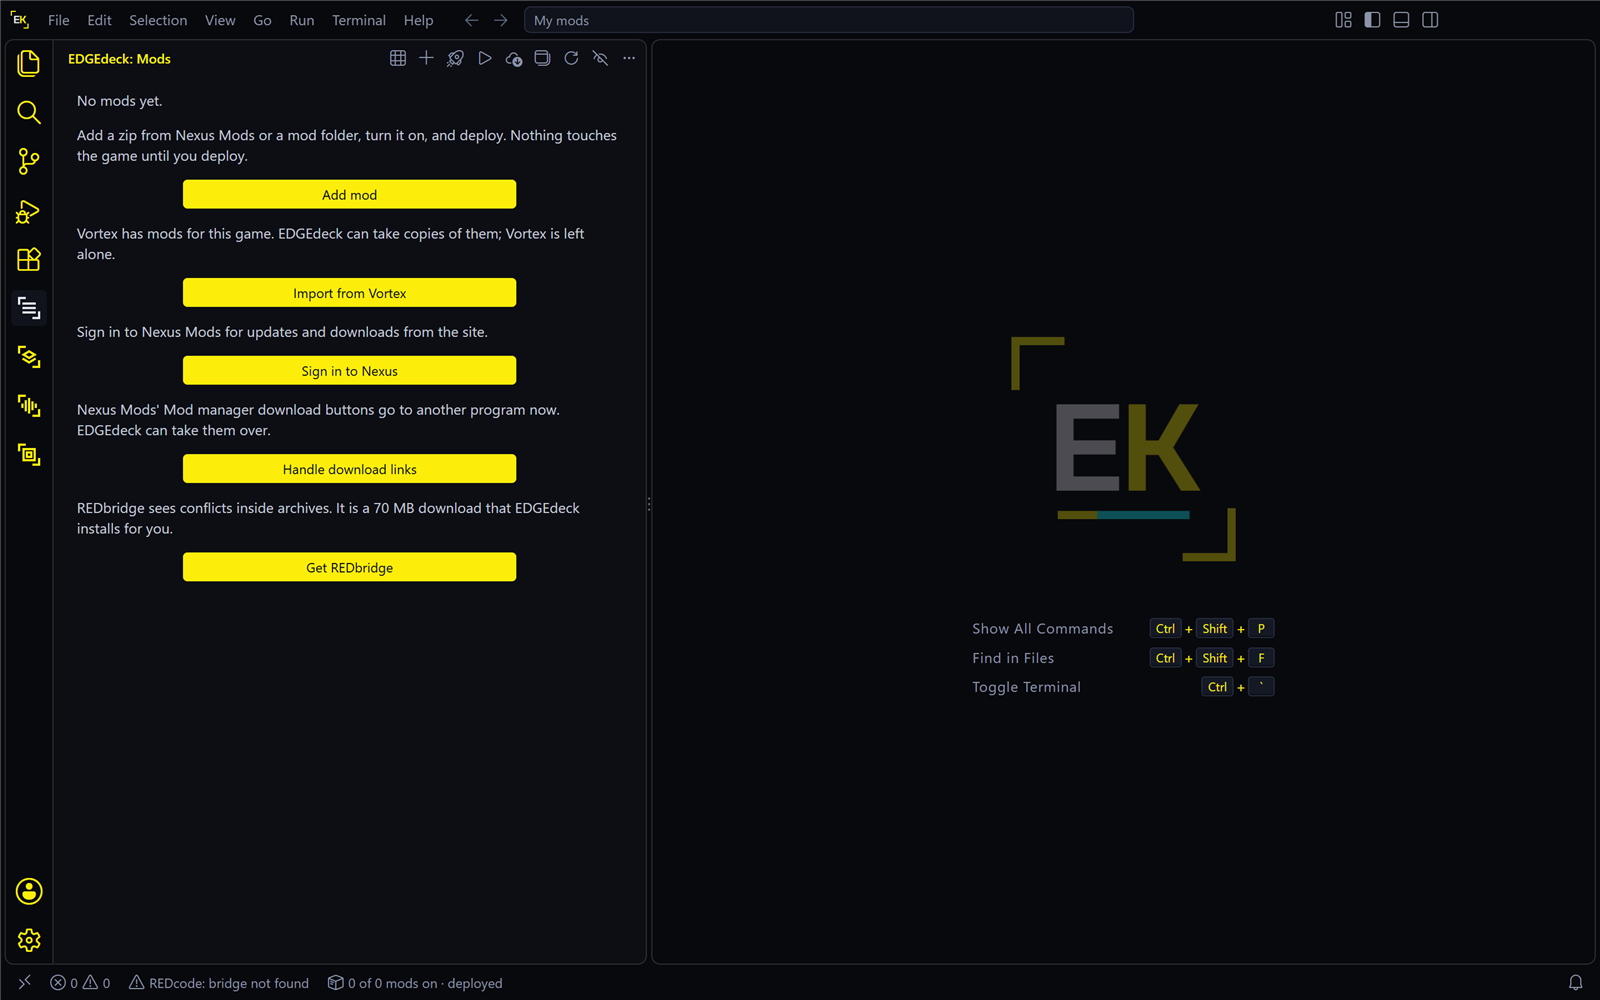 EK File Edit Selection View Go Run Terminal Help My mods
EDGEdeck: Mods
No mods yet.
Add a zip from Nexus Mods or a mod folder, turn it on, and deploy. Nothing touches
the game until you deploy.
Add mod
Vortex has mods for this game. EDGEdeck can take copies of them; Vortex is left
alone.
Import from Vortex
Sign in to Nexus Mods for updates and downloads from the site.
Sign in to Nexus
Nexus Mods' Mod manager download buttons go to another program now.
EDGEdeck can take them over.
Handle download links
REDbridge sees conflicts inside archives. It is a 70 MB download that EDGEdeck
installs for you.
Get REDbridge
EK
Show All Commands Ctrl + Shift + P
Find in Files Ctrl + Shift + F
Toggle Terminal Ctrl + `
0 0 REDcode: bridge not found 0 of 0 mods on · deployed